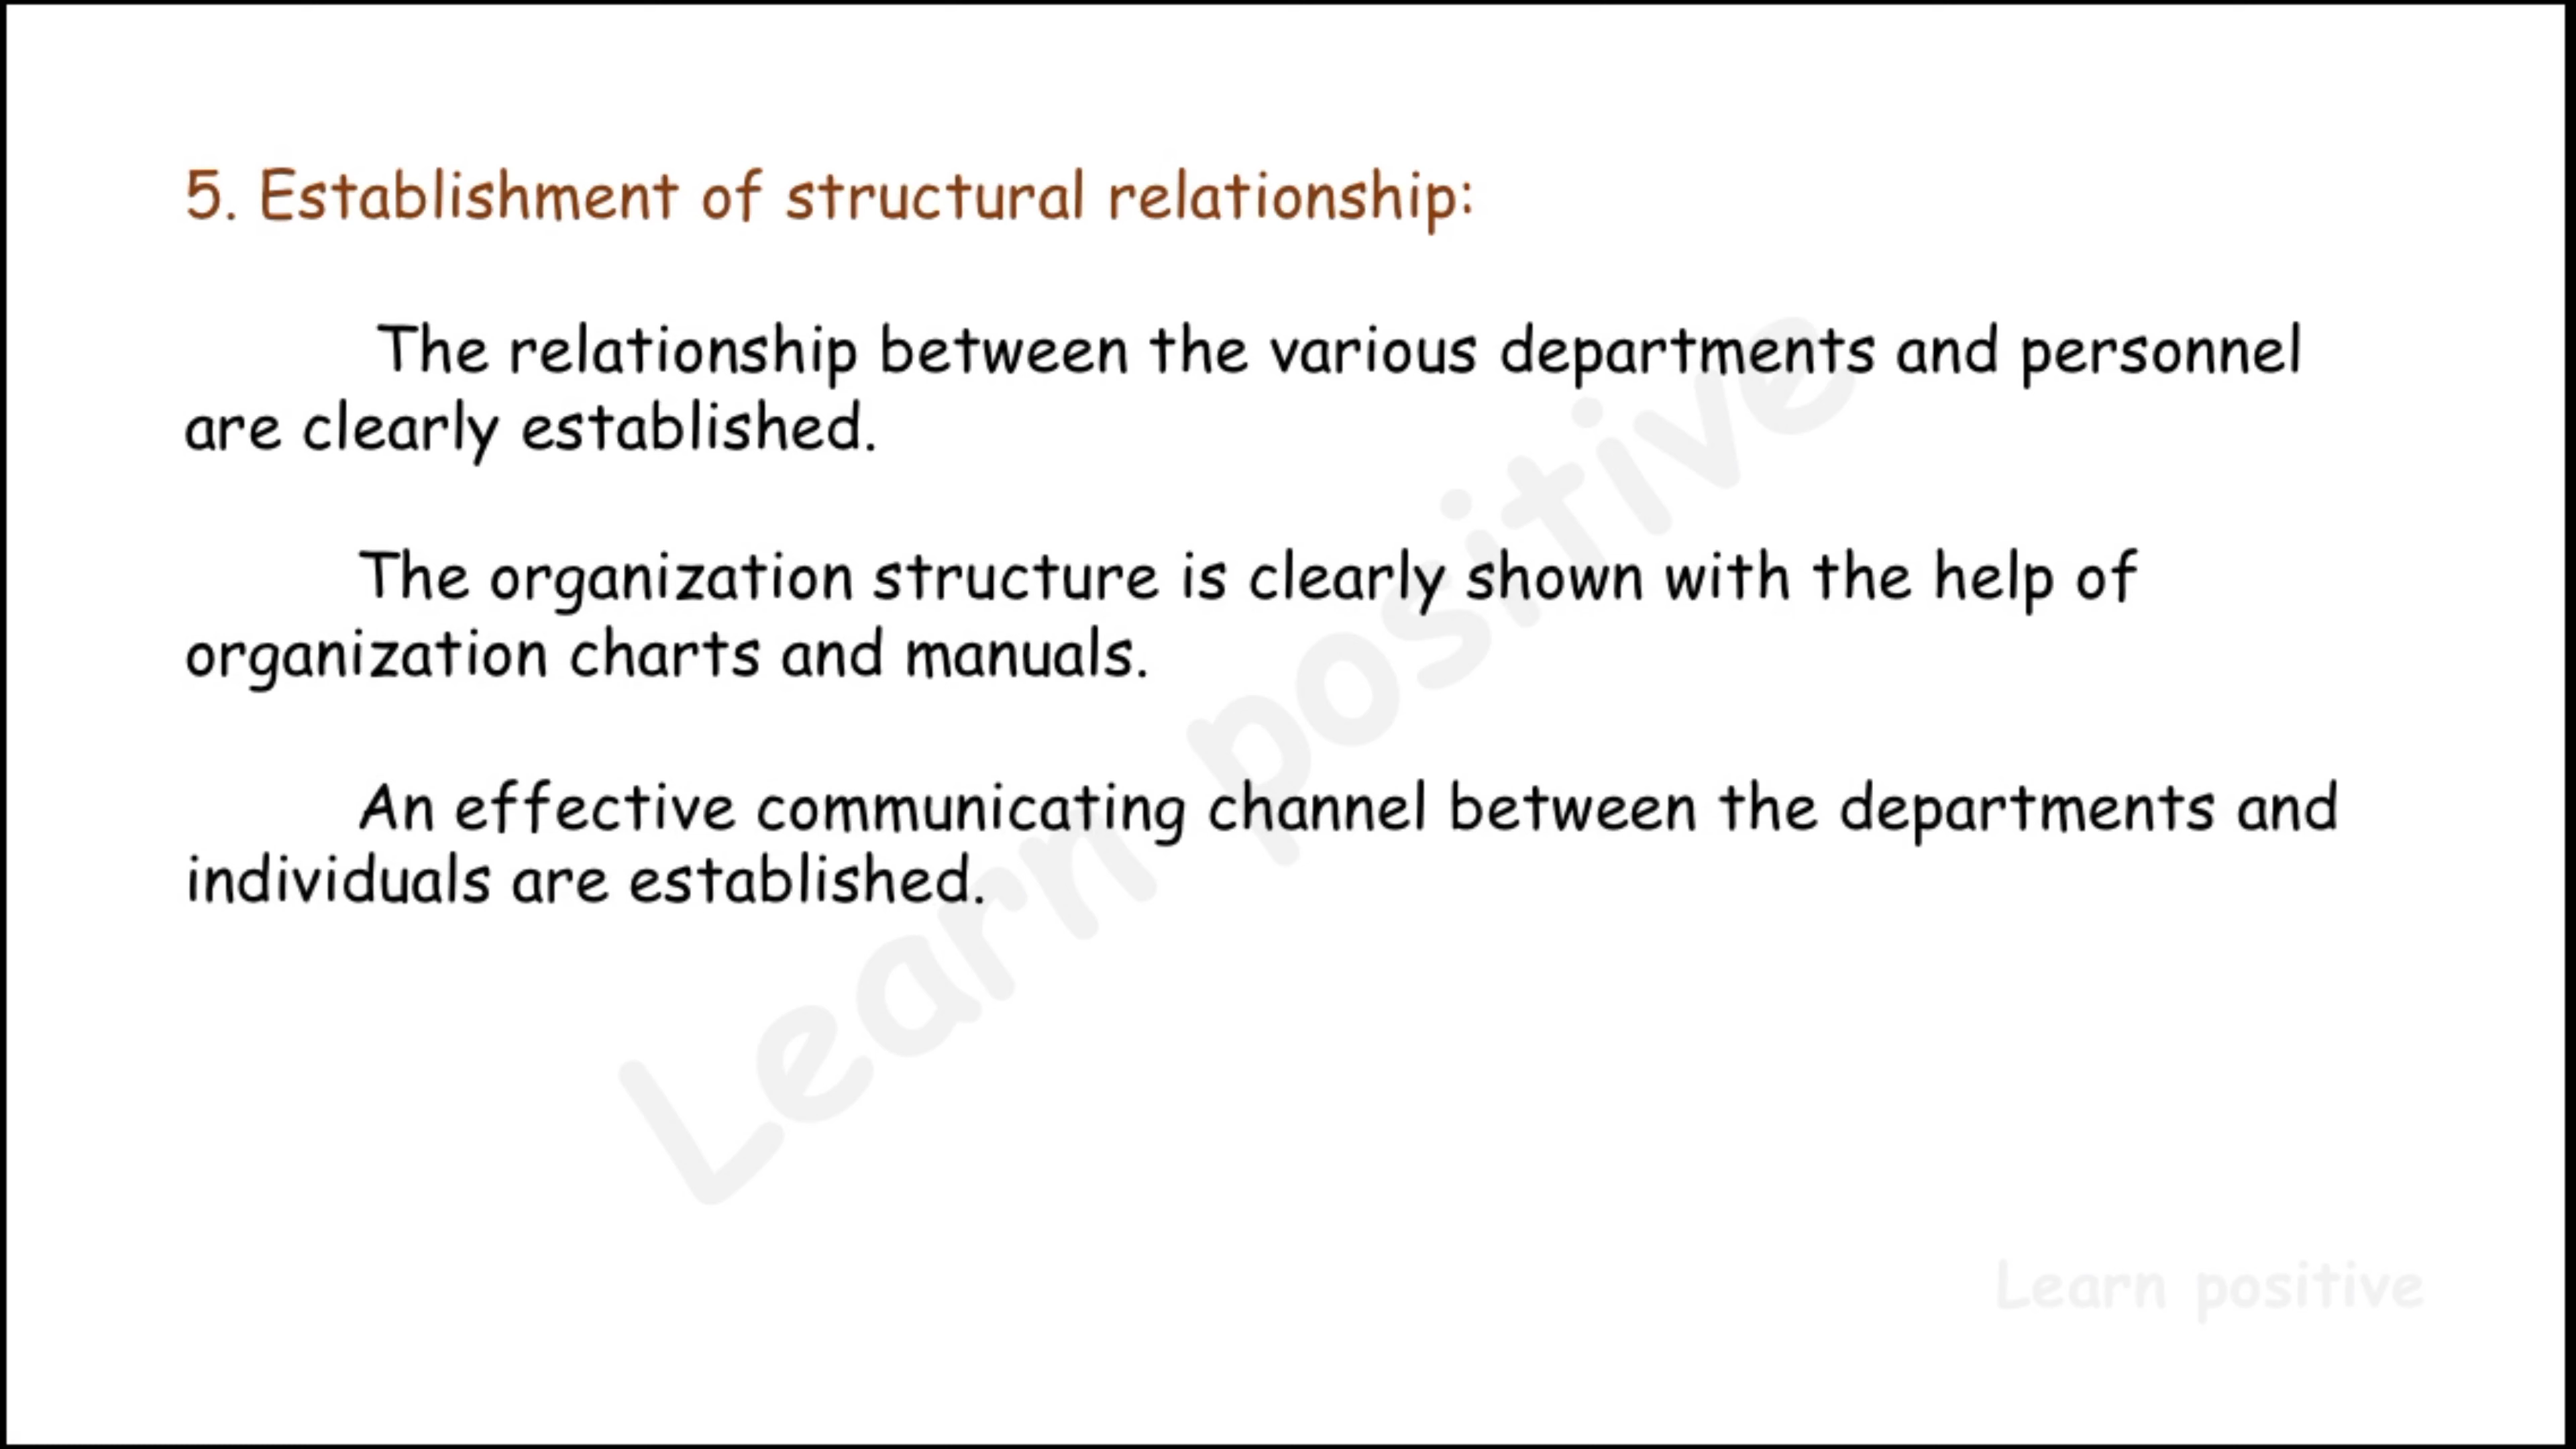 5. Establishment of structural relationship:
The relationship between the various departments and personnel
are clearly established.
The organization structure is clearly shown with the help of
organization charts and manuals.
An effective communicating channel between the departments and
individuals are established.
Learn positive
Learn positive